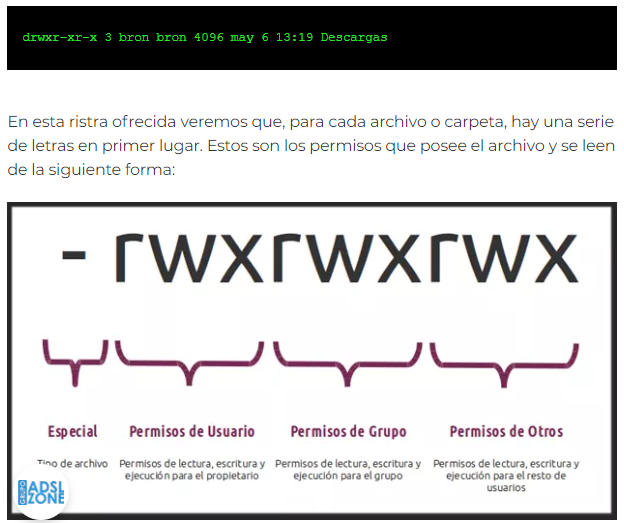 drwxr-xr-x 3 bron bron 4096 may 6 13:19 Descargas
En esta ristra ofrecida veremos que, para cada archivo o carpeta, hay una serie
de letras en primer lugar. Estos son los permisos que posee el archivo y se leen
de la siguiente forma:
- rwxrwxrwx
Especial Permisos de Usuario Permisos de Grupo Permisos de Otros
Tipo de archivo Permisos de lectura, escritura y Permisos de lectura, escritura y Permisos de lectura, escritura y
ejecución para el propietario ejecución para el grupo ejecución para el resto de
usuarios
GRUPO
ADSL
ZONE